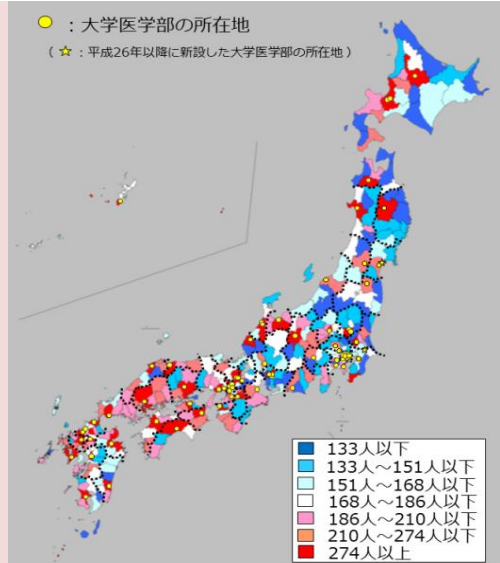 ：大学医学部の所在地
（ ☆ ：平成26年以降に新設した大学医学部の所在地 ）
133人以下
133人～151人以下
151人～168人以下
168人～186人以下
186人～210人以下
210人～274人以下
274人以上